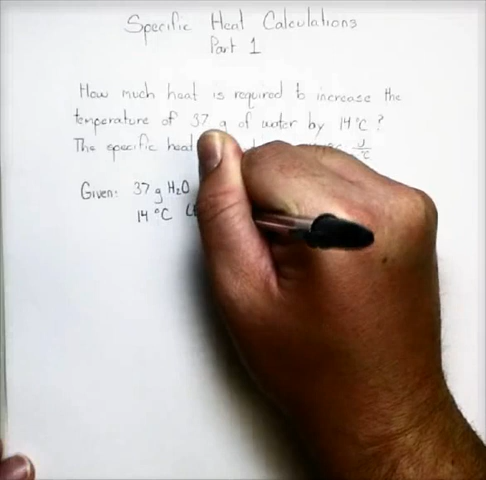 Specific Heat Calculations
Part 1
How much heat is required to increase the
temperature of 37 g of water by 14°C?
The specific heat J
°C
Given: 37 g H₂O
14 °C